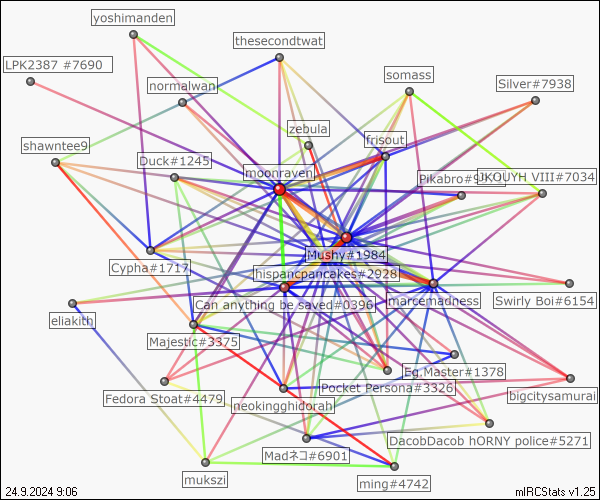 yoshimanden
thesecondtwat
LPK2387 #7690
somass
normalwan
Silver#7938
zebula
frisout
shawntee9
Duck#1245
moonraven
Pikabro#9
JKOUYH VIII#7034
Mushy#1984
Cypha#1717
hispancpancakes#2928
Can anything be saved#0396
marcemadness
Swirly Boi#6154
eliakith
Majestic#3375
Eg.Master#1378
Pocket Persona#3326
Fedora Stoat#4479
neokingghidorah
bigcitysamurai
DacobDacob hORNY police#5271
Madネコ#6901
mukszi
ming#4742
24.9.2024 9:06
mIRCStats v1.25